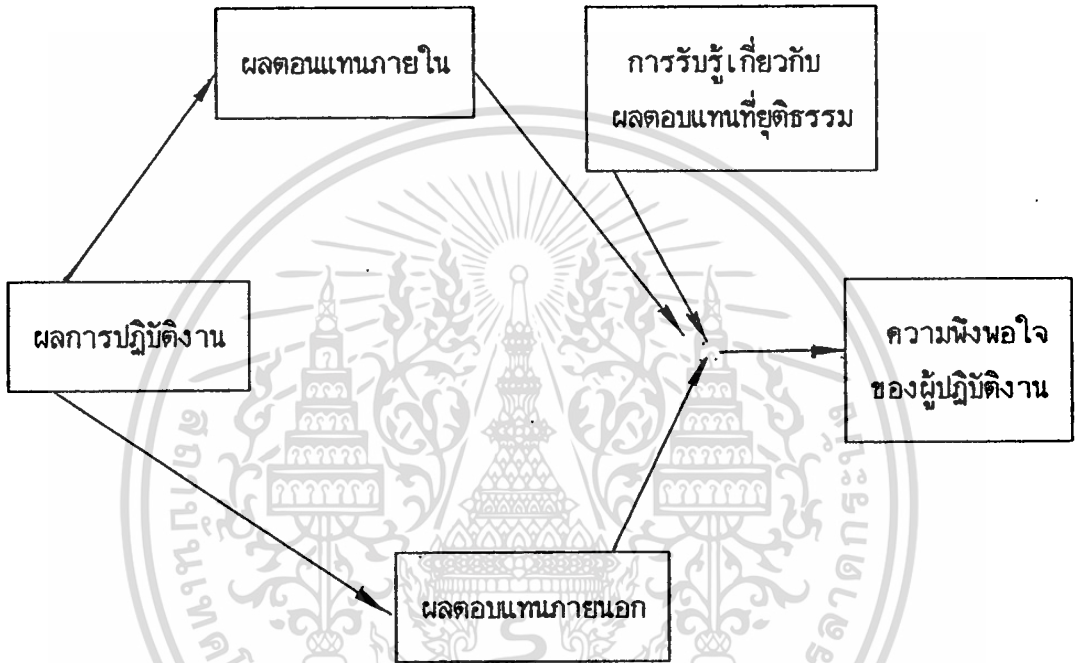 ผลตอนแทนภายใน
การรับรู้เกี่ยวกับ
ผลตอบแทนที่ยุติธรรม
ผลการปฏิบัติงาน
ความพึงพอใจ
ของผู้ปฏิบัติงาน
ผลตอบแทนภายนอก